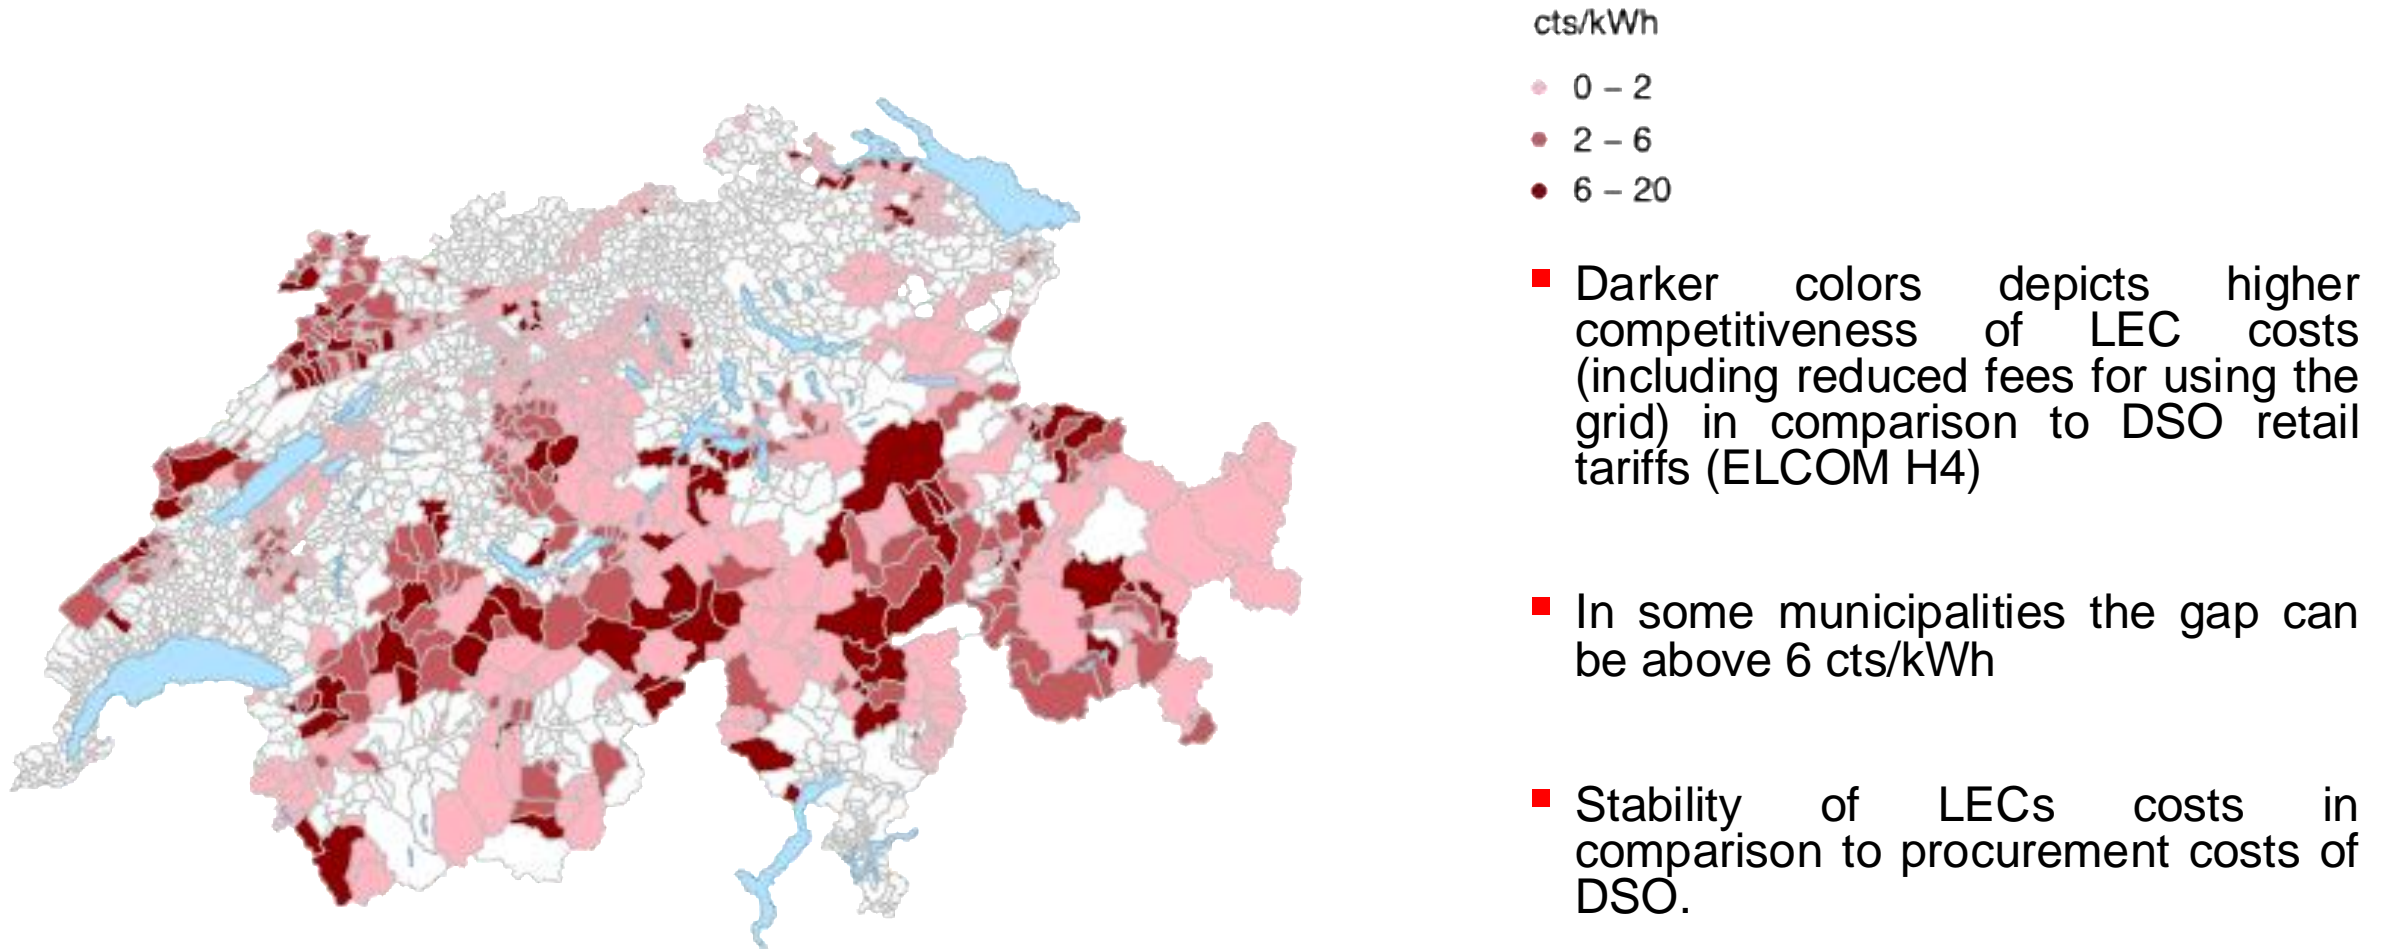 cts/kWh
0 – 2
2 – 6
6 – 20
Darker colors depicts higher
competitiveness of LEC costs
(including reduced fees for using the
grid) in comparison to DSO retail
tariffs (ELCOM H4)
In some municipalities the gap can
be above 6 cts/kWh
Stability of LECs costs in
comparison to procurement costs of
DSO.